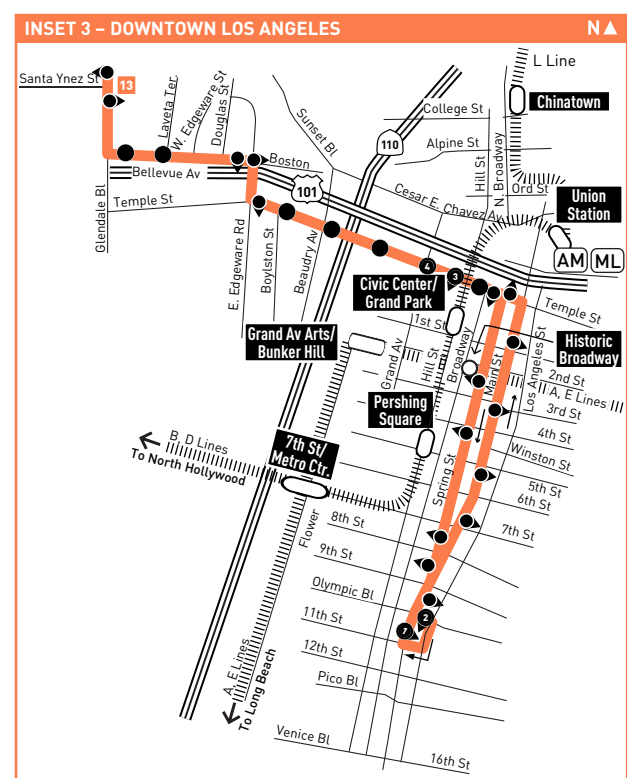 INSET 3 – DOWNTOWN LOS ANGELES
N
L Line
Santa Ynez St
13
Chinatown
Laveta Ter
W. Edgeware St
Douglas St
Sunset Bl
110
College St
Alpine St
Hill St
N. Broadway
Ord St
Boston
Bellevue Av
101
Cesar E. Chavez Av
Union
Station
AM
ML
Glendale Bl
Temple St
E. Edgeware Rd
Boylston St
Beaudry Av
4
3
Civic Center/
Grand Park
Temple St
1st St
Grand Av Arts/
Bunker Hill
Grand Av
Hill St
Broadway
Main St
Los Angeles St
Historic
Broadway
2nd St
A, E Lines
3rd St
Pershing
Square
4th St
Winston St
B, D Lines
To North Hollywood
7th St/
Metro Ctr.
Spring St
5th St
6th St
7th St
Flower
8th St
9th St
Olympic Bl
11th St
1
2
12th St
Pico Bl
A, E Lines
To Long Beach
Venice Bl
16th St